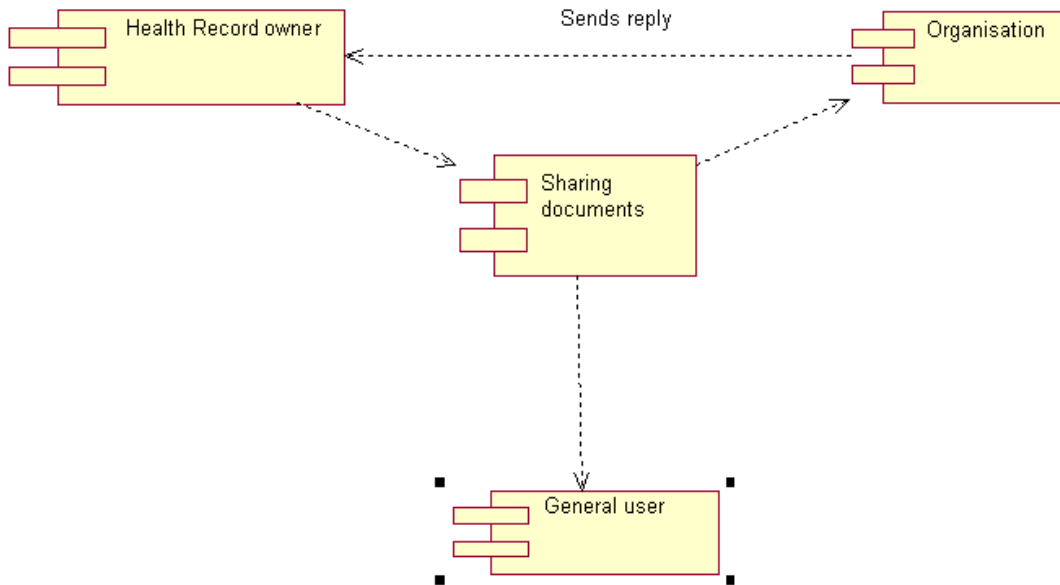 Sends reply
Health Record owner
Organisation
Sharing
documents
General user